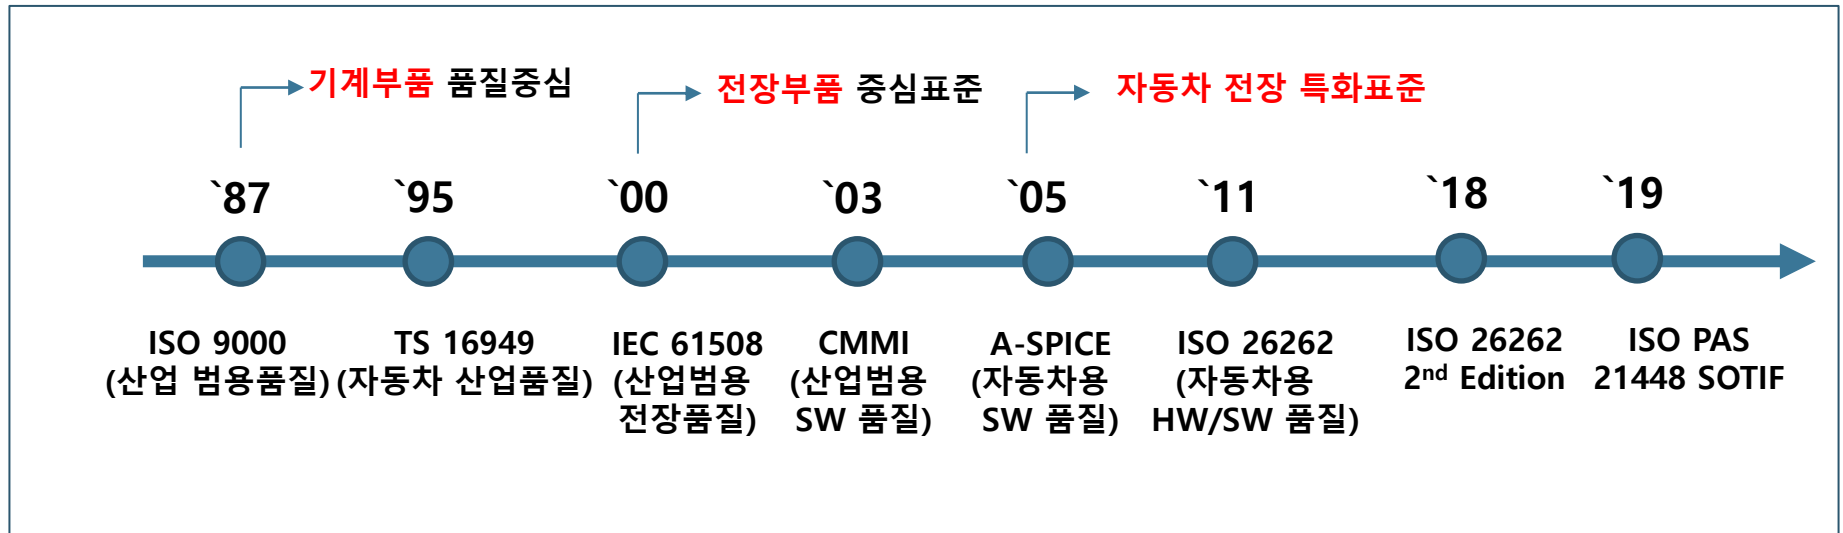 기계부품 품질중심
전장부품 중심표준
자동차 전장 특화표준
`87
`95
`00
`03
`05
`11
`18
`19
ISO 9000
(산업 범용품질)
TS 16949
(자동차 산업품질)
IEC 61508
(산업범용
전장품질)
CMMI
(산업범용
SW 품질)
A-SPICE
(자동차용
SW 품질)
ISO 26262
(자동차용
HW/SW 품질)
ISO 26262
2nd Edition
ISO PAS
21448 SOTIF